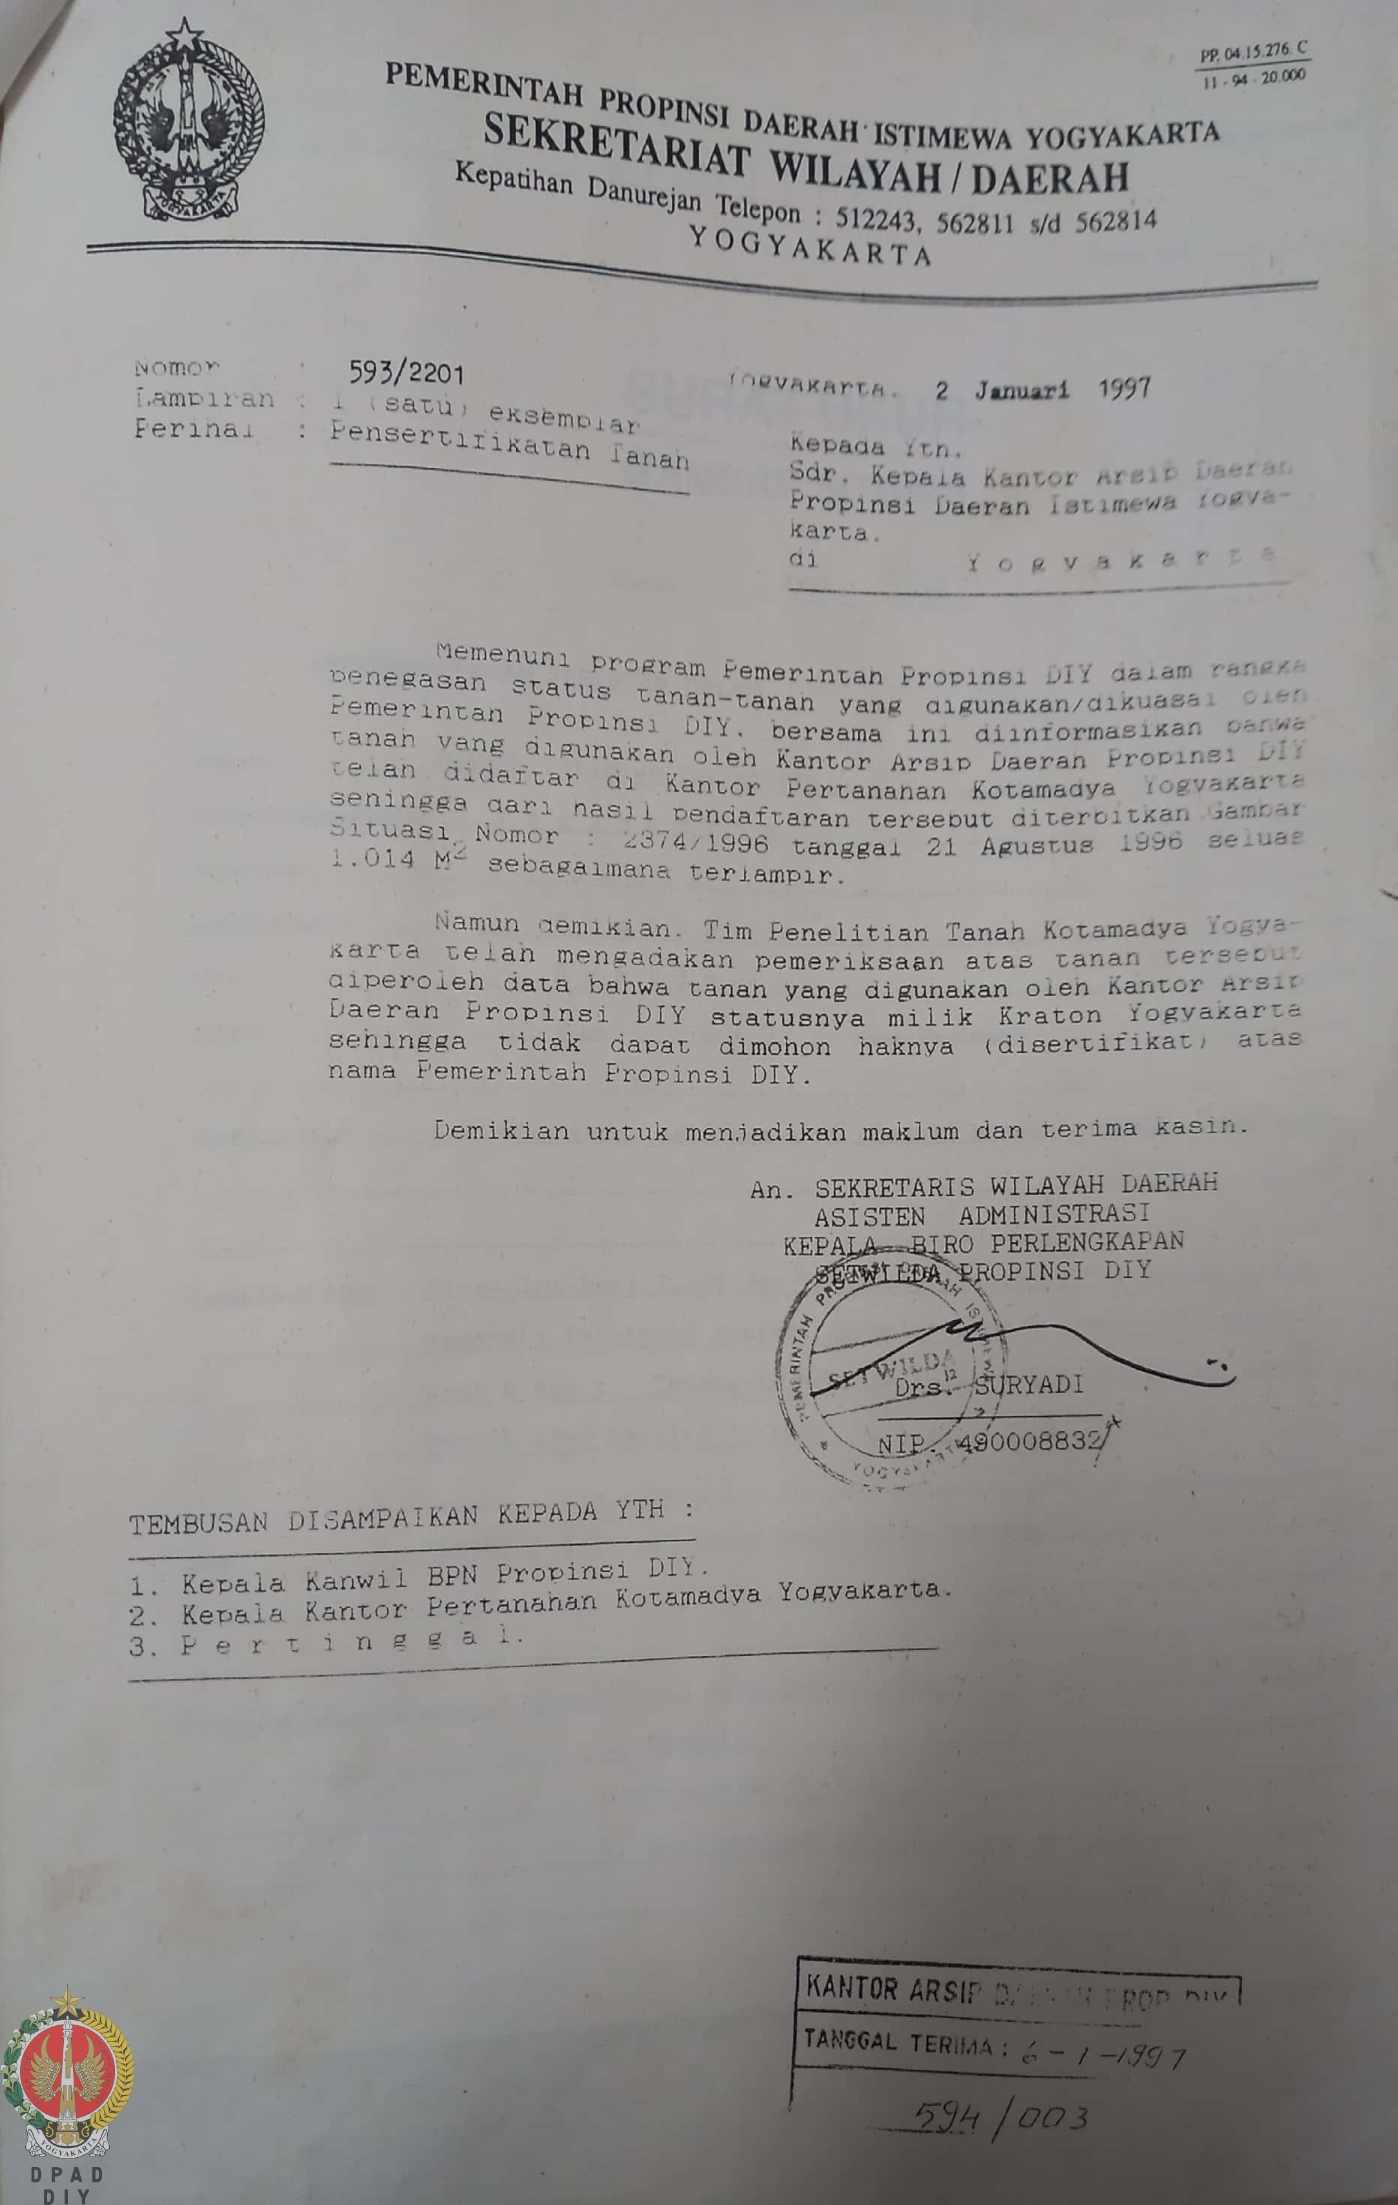 PP. 04.15.276. C
11 - 94 - 20.000
PEMERINTAH PROPINSI DAERAH ISTIMEWA YOGYAKARTA
SEKRETARIAT WILAYAH / DAERAH
Kepatihan Danurejan Telepon : 512243, 562811 s/d 562814
YOGYAKARTA
YOGYAKARTA
Nomor : 593/2201
Yogyakarta, 2 Januari 1997
Lampiran : 1 (satu) eksemplar
Perihal : Pensertifikatan Tanah
Kepada Yth.
Sdr. Kepala Kantor Arsip Daerah
Propinsi Daerah Istimewa Yogya-
karta.
di Y o g y a k a r t a
Memenuhi program Pemerintah Propinsi DIY dalam rangka
penegasan status tanah-tanah yang digunakan/dikuasai oleh
Pemerintah Propinsi DIY, bersama ini diinformasikan bahwa
tanah yang digunakan oleh Kantor Arsip Daerah Propinsi DIY
telah didaftar di Kantor Pertanahan Kotamadya Yogyakarta
sehingga dari hasil pendaftaran tersebut diterbitkan Gambar
Situasi Nomor : 2374/1996 tanggal 21 Agustus 1996 seluas
1.014 M² sebagaimana terlampir.
Namun demikian, Tim Penelitian Tanah Kotamadya Yogya-
karta telah mengadakan pemeriksaan atas tanah tersebut
diperoleh data bahwa tanah yang digunakan oleh Kantor Arsip
Daerah Propinsi DIY statusnya milik Kraton Yogyakarta
sehingga tidak dapat dimohon haknya (disertifikat) atas
nama Pemerintah Propinsi DIY.
Demikian untuk menjadikan maklum dan terima kasih.
An. SEKRETARIS WILAYAH DAERAH
ASISTEN ADMINISTRASI
KEPALA BIRO PERLENGKAPAN
SETWILDA PROPINSI DIY
PEMERINTAH PROPINSI DAERAH ISTIMEWA
SETWILDA
YOGYAKARTA
Drs. SURYADI
NIP. 490008832
TEMBUSAN DISAMPAIKAN KEPADA YTH :
1. Kepala Kanwil BPN Propinsi DIY.
2. Kepala Kantor Pertanahan Kotamadya Yogyakarta.
3. P e r t i n g g a l.
KANTOR ARSIP DAERAH PROP DIY
TANGGAL TERIMA : 6-1-1997
594/003
YOGYAKARTA
DPAD
DIY